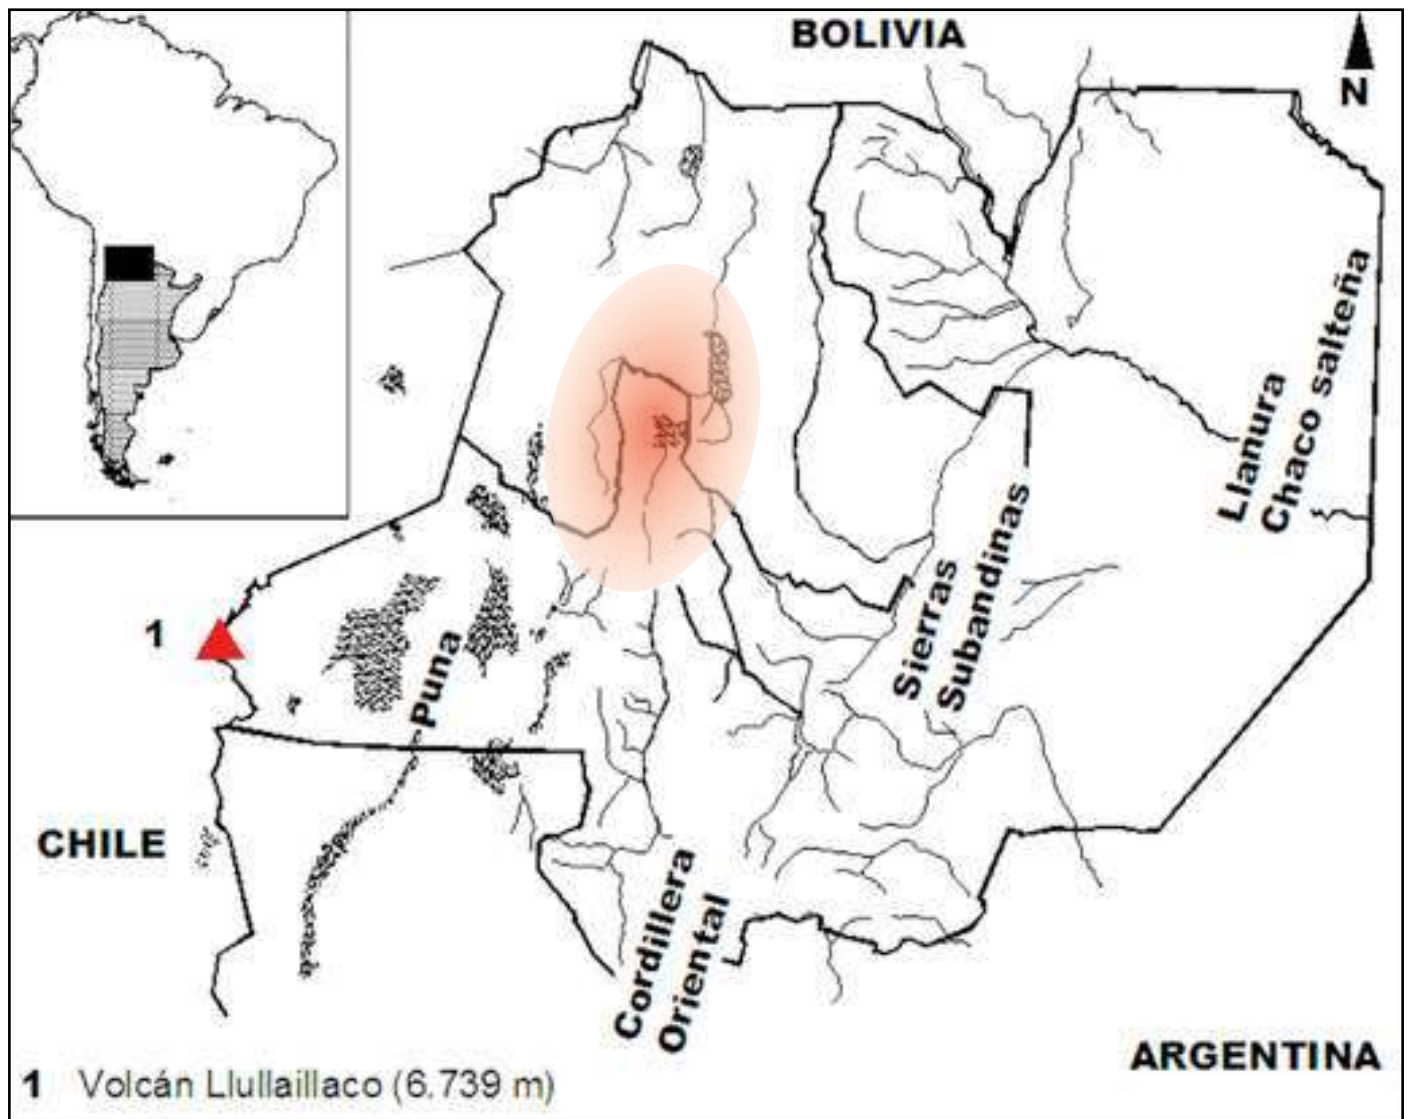 BOLIVIA
N
Llanura
Chaco salteña
Sierras
Subandinas
1
Puna
CHILE
Cordillera
Oriental
ARGENTINA
1 Volcán Llullaillaco (6.739 m)